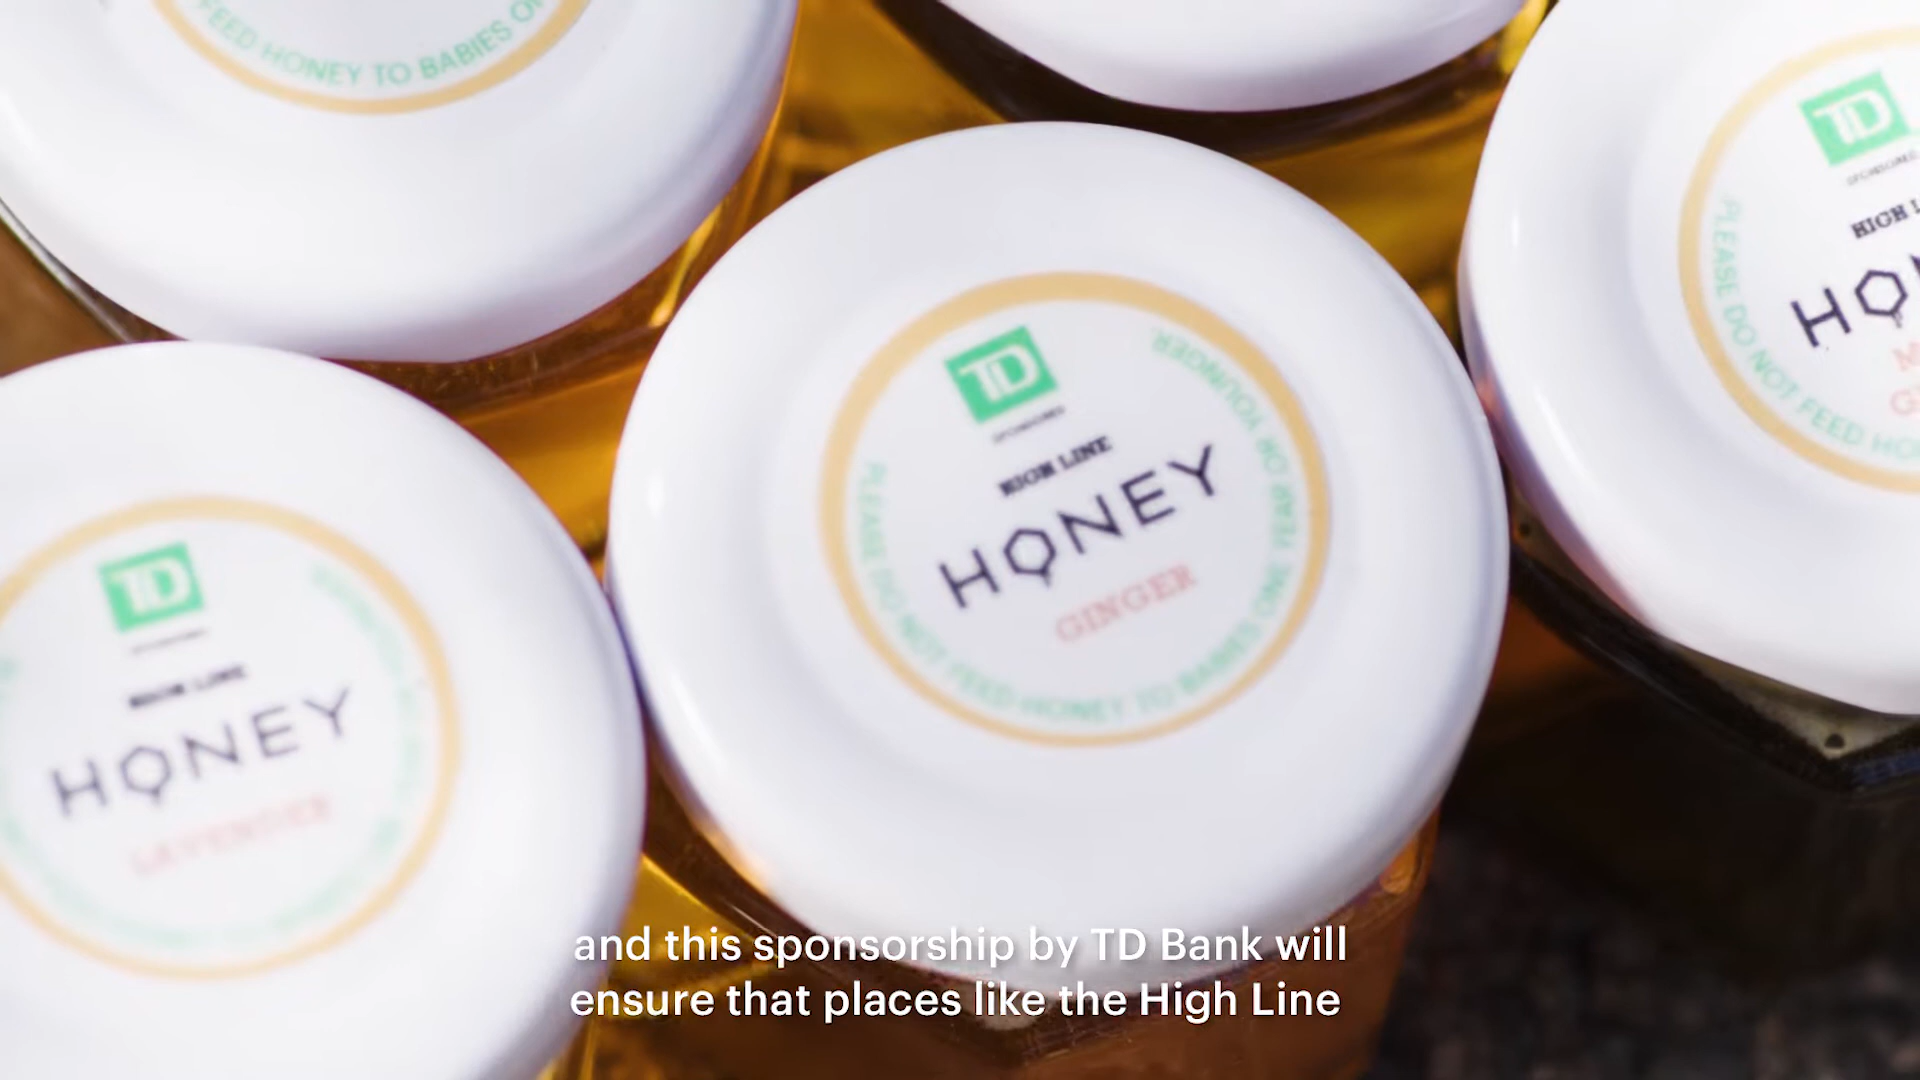 FEED HONEY TO BABIES
TD
HIGH LINE
HONEY
GINGER
PLEASE DO NOT FEED HONEY TO BABIES ONE YEAR OR YOUNGER.
TD
HIGH
PLEASE DO NOT FEED
TD
HIGH LINE
HONEY
and this sponsorship by TD Bank will
ensure that places like the High Line